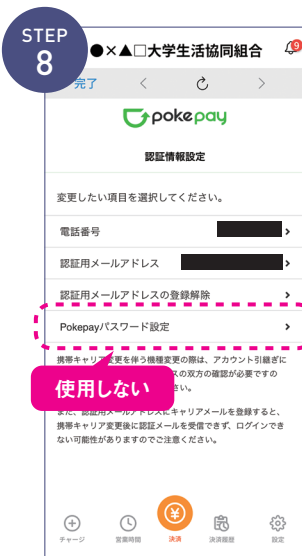 STEP
8
●×▲□大学生活協同組合
9
完了
pokepay
認証情報設定
変更したい項目を選択してください。
電話番号
認証用メールアドレス
認証用メールアドレスの登録解除
Pokepayパスワード設定
携帯キャリア変更を伴う機種変更の際は、アカウント引継ぎに
スの双方の確認が必要ですの
さい。
使用しない
また、認証用メールアドレスにキャリアメールを登録すると、
携帯キャリア変更後に認証メールを受信できず、ログインでき
ない可能性がありますのでご注意ください。
チャージ
営業時間
決済
決済履歴
設定